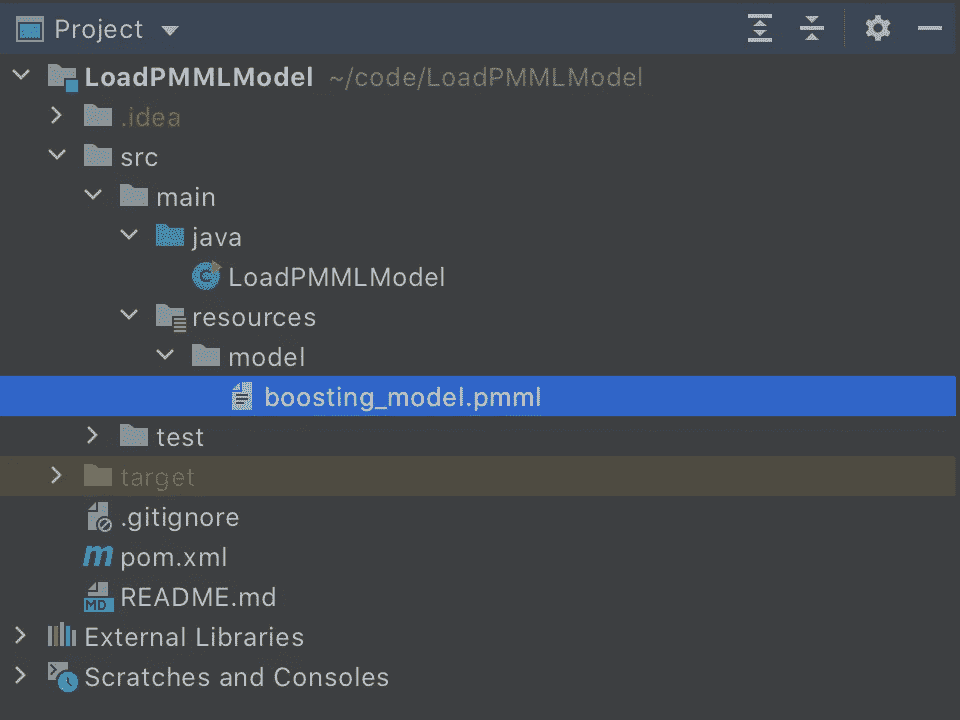 Project
LoadPMMLModel ~/code/LoadPMMLModel
.idea
src
main
java
LoadPMMLModel
resources
model
boosting_model.pmml
test
target
.gitignore
m pom.xml
MD README.md
External Libraries
Scratches and Consoles